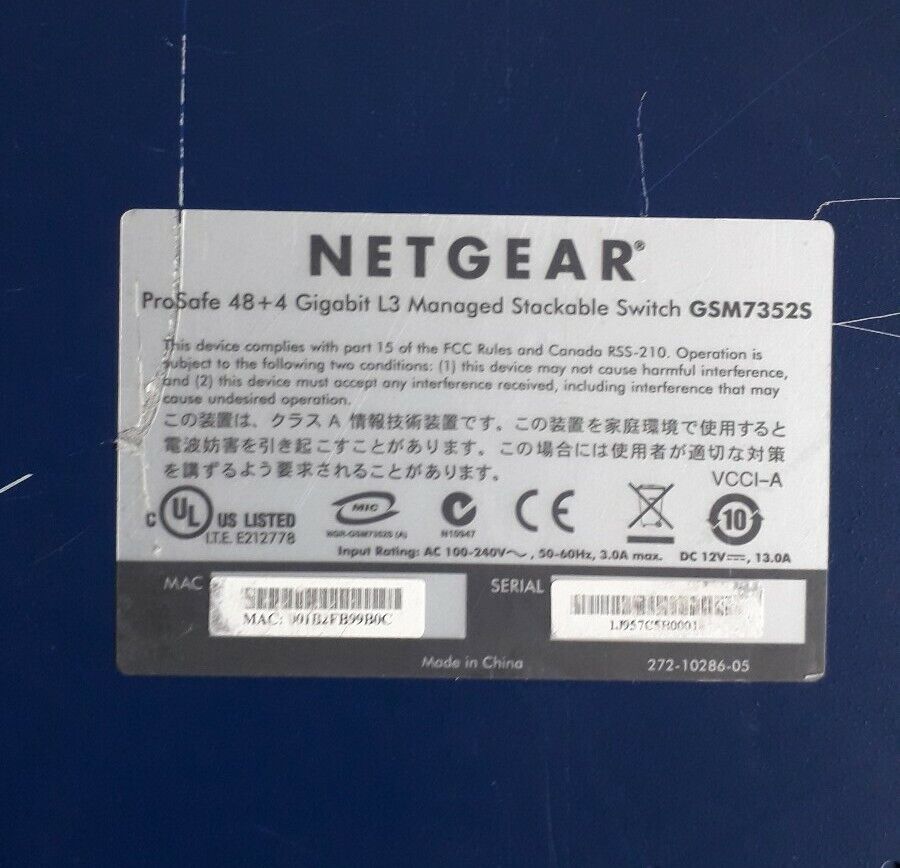 NETGEAR®
ProSafe 48+4 Gigabit L3 Managed Stackable Switch GSM7352S
This device complies with part 15 of the FCC Rules and Canada RSS-210. Operation is
subject to the following two conditions: (1) this device may not cause harmful interference,
and (2) this device must accept any interference received, including interference that may
cause undesired operation.
この装置は、クラス A 情報技術装置です。この装置を家庭環境で使用すると
電波妨害を引き起こすことがあります。この場合には使用者が適切な対策
を講ずるよう要求されることがあります。
VCCI-A
C UL US LISTED
I.T.E. E212778
MIC
N10947
CE
10
Input Rating: AC 100-240V～, 50-60Hz, 3.0A max. DC 12V⎓, 13.0A
MAC
MAC: 001B2FB99B0C
SERIAL
Made in China
272-10286-05